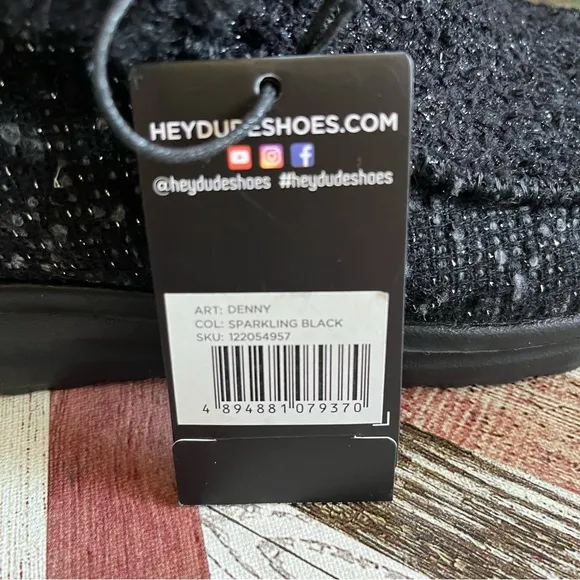 HEYDUDESHOES.COM
@heydudeshoes #heydudeshoes
ART: DENNY
COL: SPARKLING BLACK
SKU: 122054957
4 894881 079370